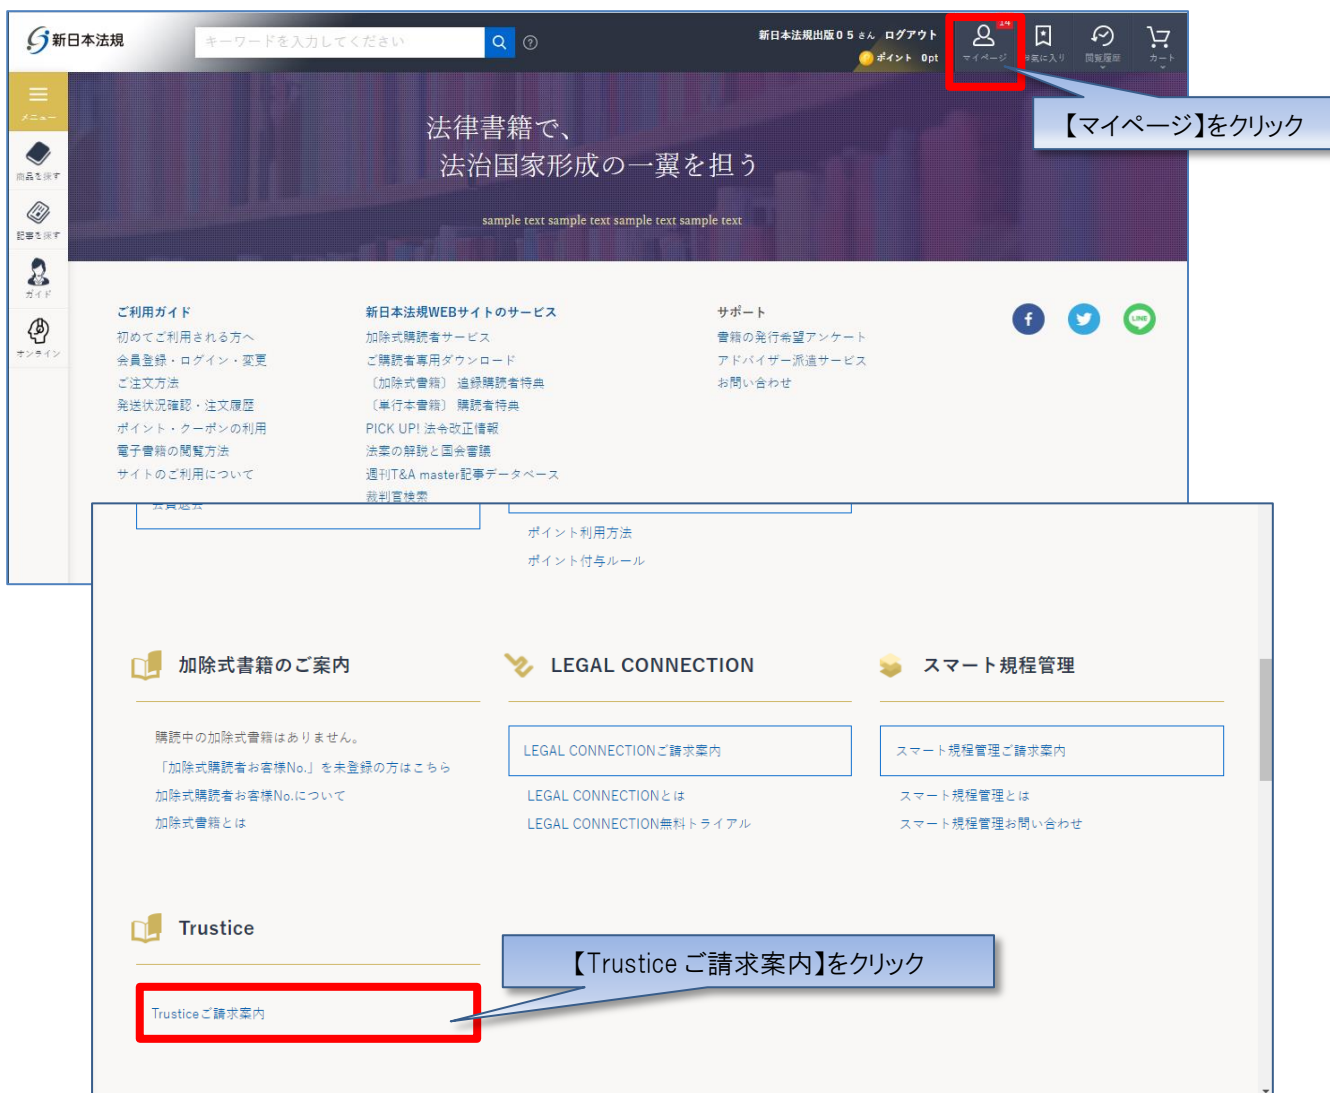 新日本法規
キーワードを入力してください
?
新日本法規出版05さん ログアウト
ポイント 0pt
14
マイページ
お気に入り
閲覧履歴
カート
【マイページ】をクリック
メニュー
商品を探す
記事を探す
ガイド
オンライン
法律書籍で、
法治国家形成の一翼を担う
sample text sample text sample text sample text
ご利用ガイド
初めてご利用される方へ
会員登録・ログイン・変更
ご注文方法
発送状況確認・注文履歴
ポイント・クーポンの利用
電子書籍の閲覧方法
サイトのご利用について
新日本法規WEBサイトのサービス
加除式購読者サービス
ご購読者専用ダウンロード
〔加除式書籍〕 追録購読者特典
〔単行本書籍〕 購読者特典
PICK UP! 法令改正情報
法案の解説と国会審議
週刊T&A master記事データベース
裁判官検索
サポート
書籍の発行希望アンケート
アドバイザー派遣サービス
お問い合わせ
LINE
会員退会
ポイント利用方法
ポイント付与ルール
加除式書籍のご案内
購読中の加除式書籍はありません。
「加除式購読者お客様No.」を未登録の方はこちら
加除式購読者お客様No.について
加除式書籍とは
LEGAL CONNECTION
LEGAL CONNECTIONご請求案内
LEGAL CONNECTIONとは
LEGAL CONNECTION無料トライアル
スマート規程管理
スマート規程管理ご請求案内
スマート規程管理とは
スマート規程管理お問い合わせ
Trustice
【Trustice ご請求案内】をクリック
Trusticeご請求案内